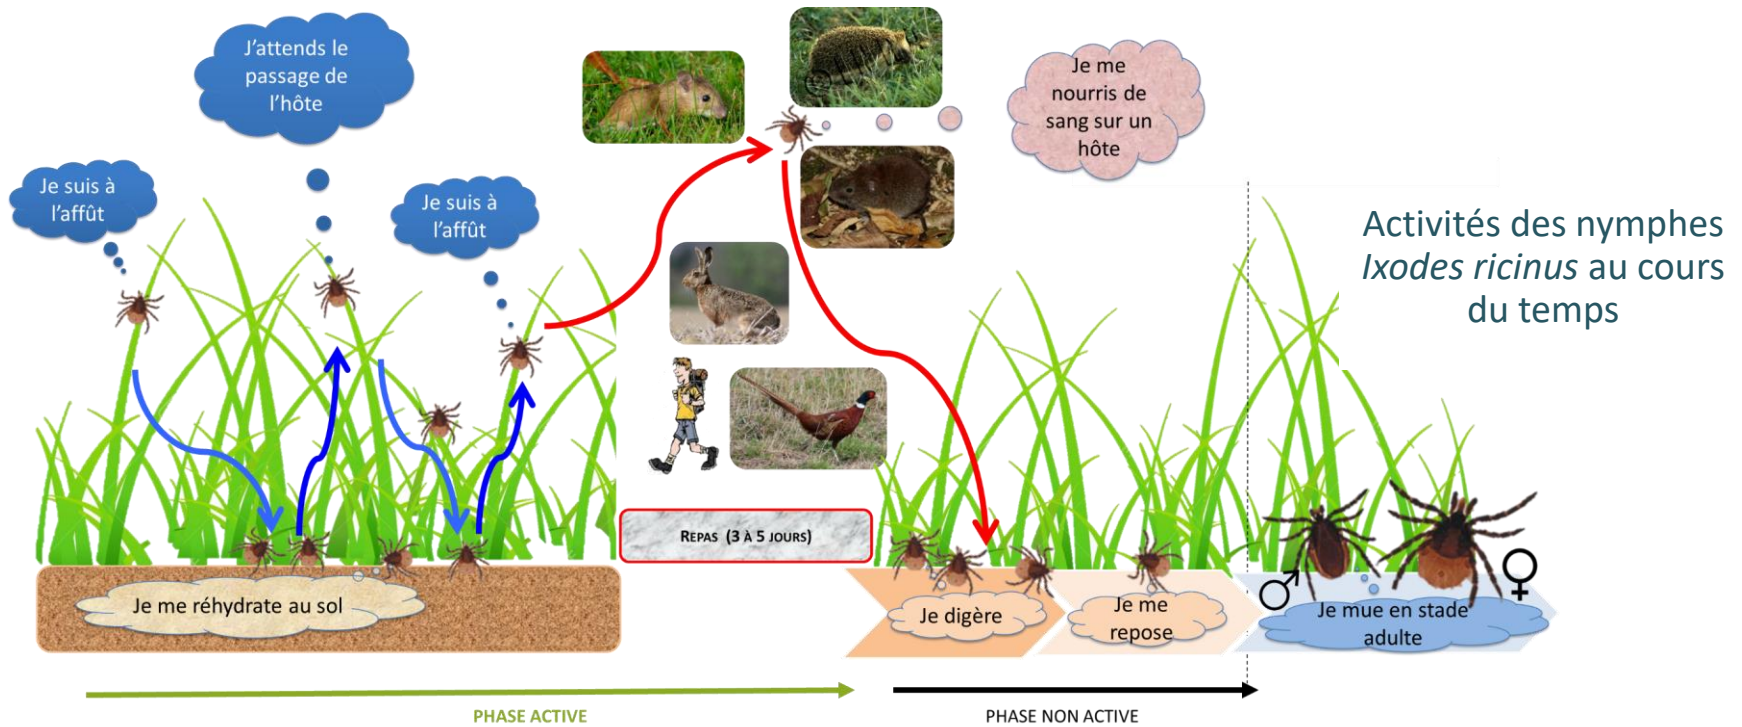 J'attends le
passage de
l'hôte
Je suis à
l'affût
Je suis à
l'affût
Je me
nourris de
sang sur un
hôte
Activités des nymphes
Ixodes ricinus au cours
du temps
REPAS (3 À 5 JOURS)
Je me réhydrate au sol
Je digère
Je me
repose
Je mue en stade
adulte
PHASE ACTIVE
PHASE NON ACTIVE